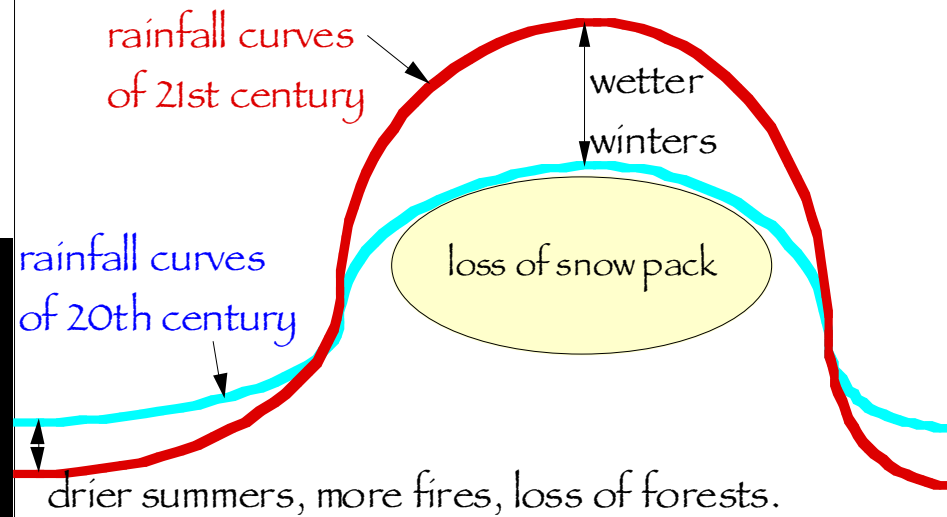 rainfall curves
of 21st century
wetter
winters
rainfall curves
of 20th century
loss of snow pack
drier summers, more fires, loss of forests.